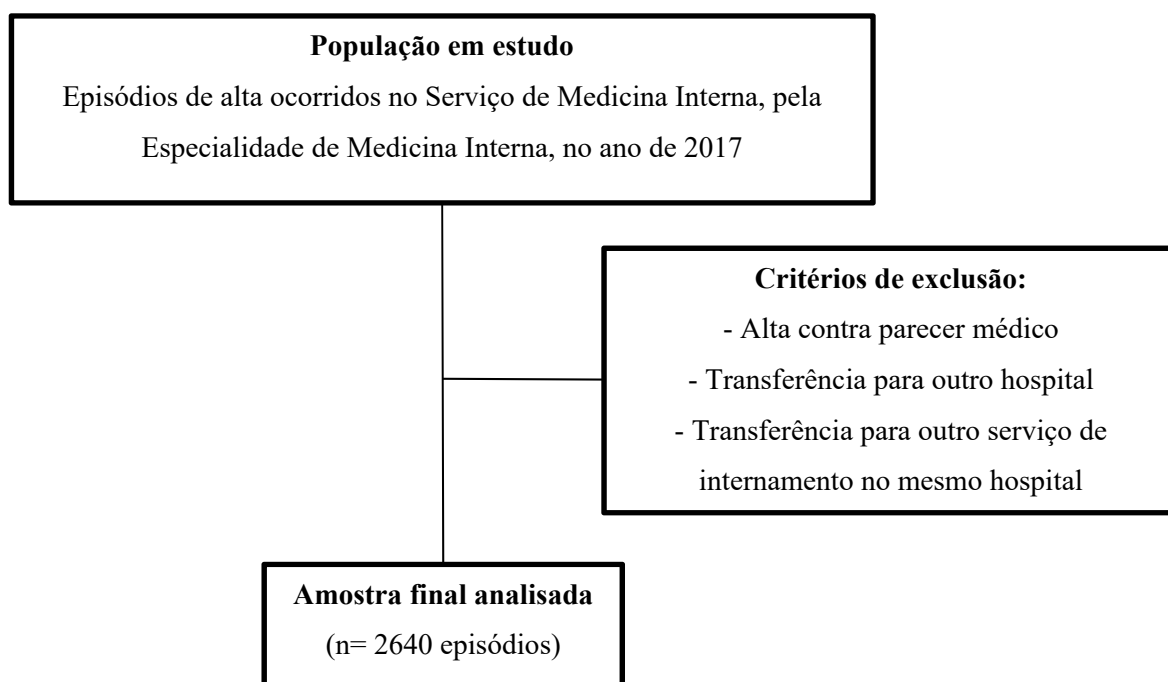 População em estudo
Episódios de alta ocorridos no Serviço de Medicina Interna, pela
Especialidade de Medicina Interna, no ano de 2017
Critérios de exclusão:
- Alta contra parecer médico
- Transferência para outro hospital
- Transferência para outro serviço de
internamento no mesmo hospital
Amostra final analisada
(n= 2640 episódios)